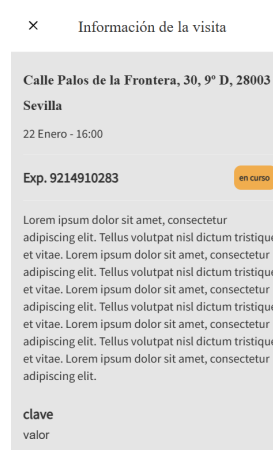 ×
Información de la visita
Calle Palos de la Frontera, 30, 9º D, 28003
Sevilla
22 Enero - 16:00
Exp. 9214910283
en curso
Lorem ipsum dolor sit amet, consectetur
adipiscing elit. Tellus volutpat nisl dictum tristique
et vitae. Lorem ipsum dolor sit amet, consectetur
adipiscing elit. Tellus volutpat nisl dictum tristique
et vitae. Lorem ipsum dolor sit amet, consectetur
adipiscing elit. Tellus volutpat nisl dictum tristique
et vitae. Lorem ipsum dolor sit amet, consectetur
adipiscing elit. Tellus volutpat nisl dictum tristique
et vitae. Lorem ipsum dolor sit amet, consectetur
adipiscing elit.
clave
valor